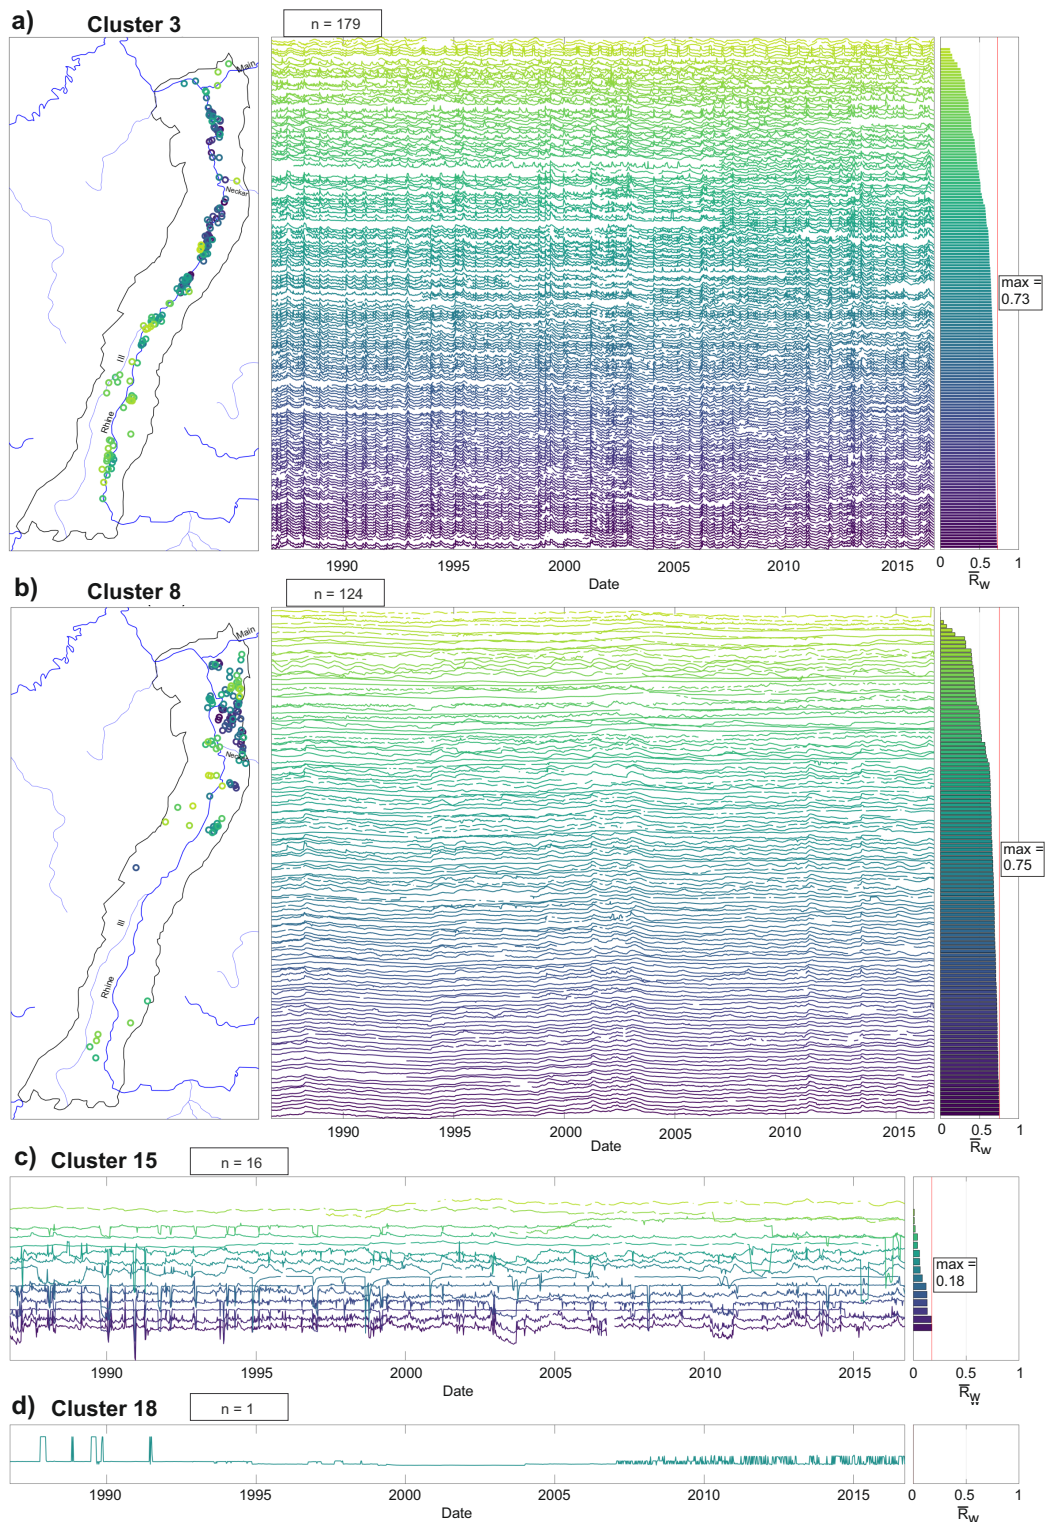 a)
Cluster 3
n = 179
Main
Neckar
Ill
Rhine
max =
0.73
1990
1995
2000
2005
2010
2015
Date
0
0.5
1
R̅w
b)
Cluster 8
n = 124
Main
Neckar
Ill
Rhine
max =
0.75
1990
1995
2000
2005
2010
2015
Date
0
0.5
1
R̅w
c)
Cluster 15
n = 16
max =
0.18
1990
1995
2000
2005
2010
2015
Date
0
0.5
1
R̅w
d)
Cluster 18
n = 1
1990
1995
2000
2005
2010
2015
Date
0
0.5
1
R̅w